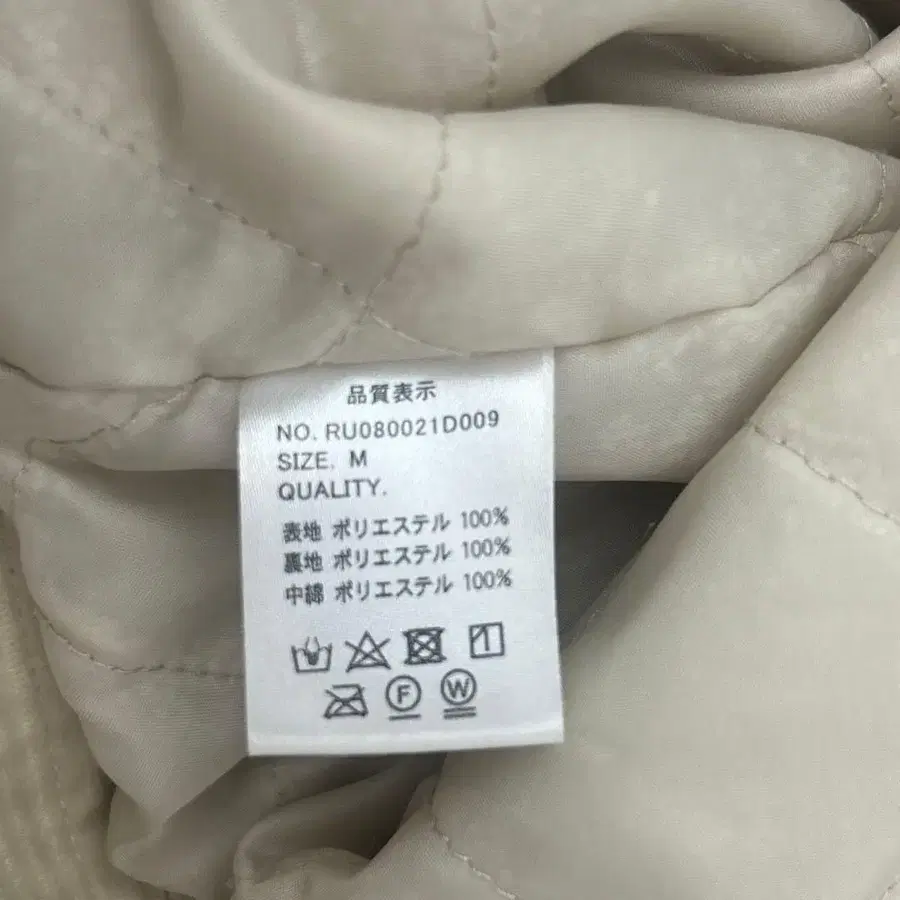 品質表示
NO. RU080021D009
SIZE. M
QUALITY.
表地 ポリエステル 100%
裏地 ポリエステル 100%
中綿 ポリエステル 100%
F W